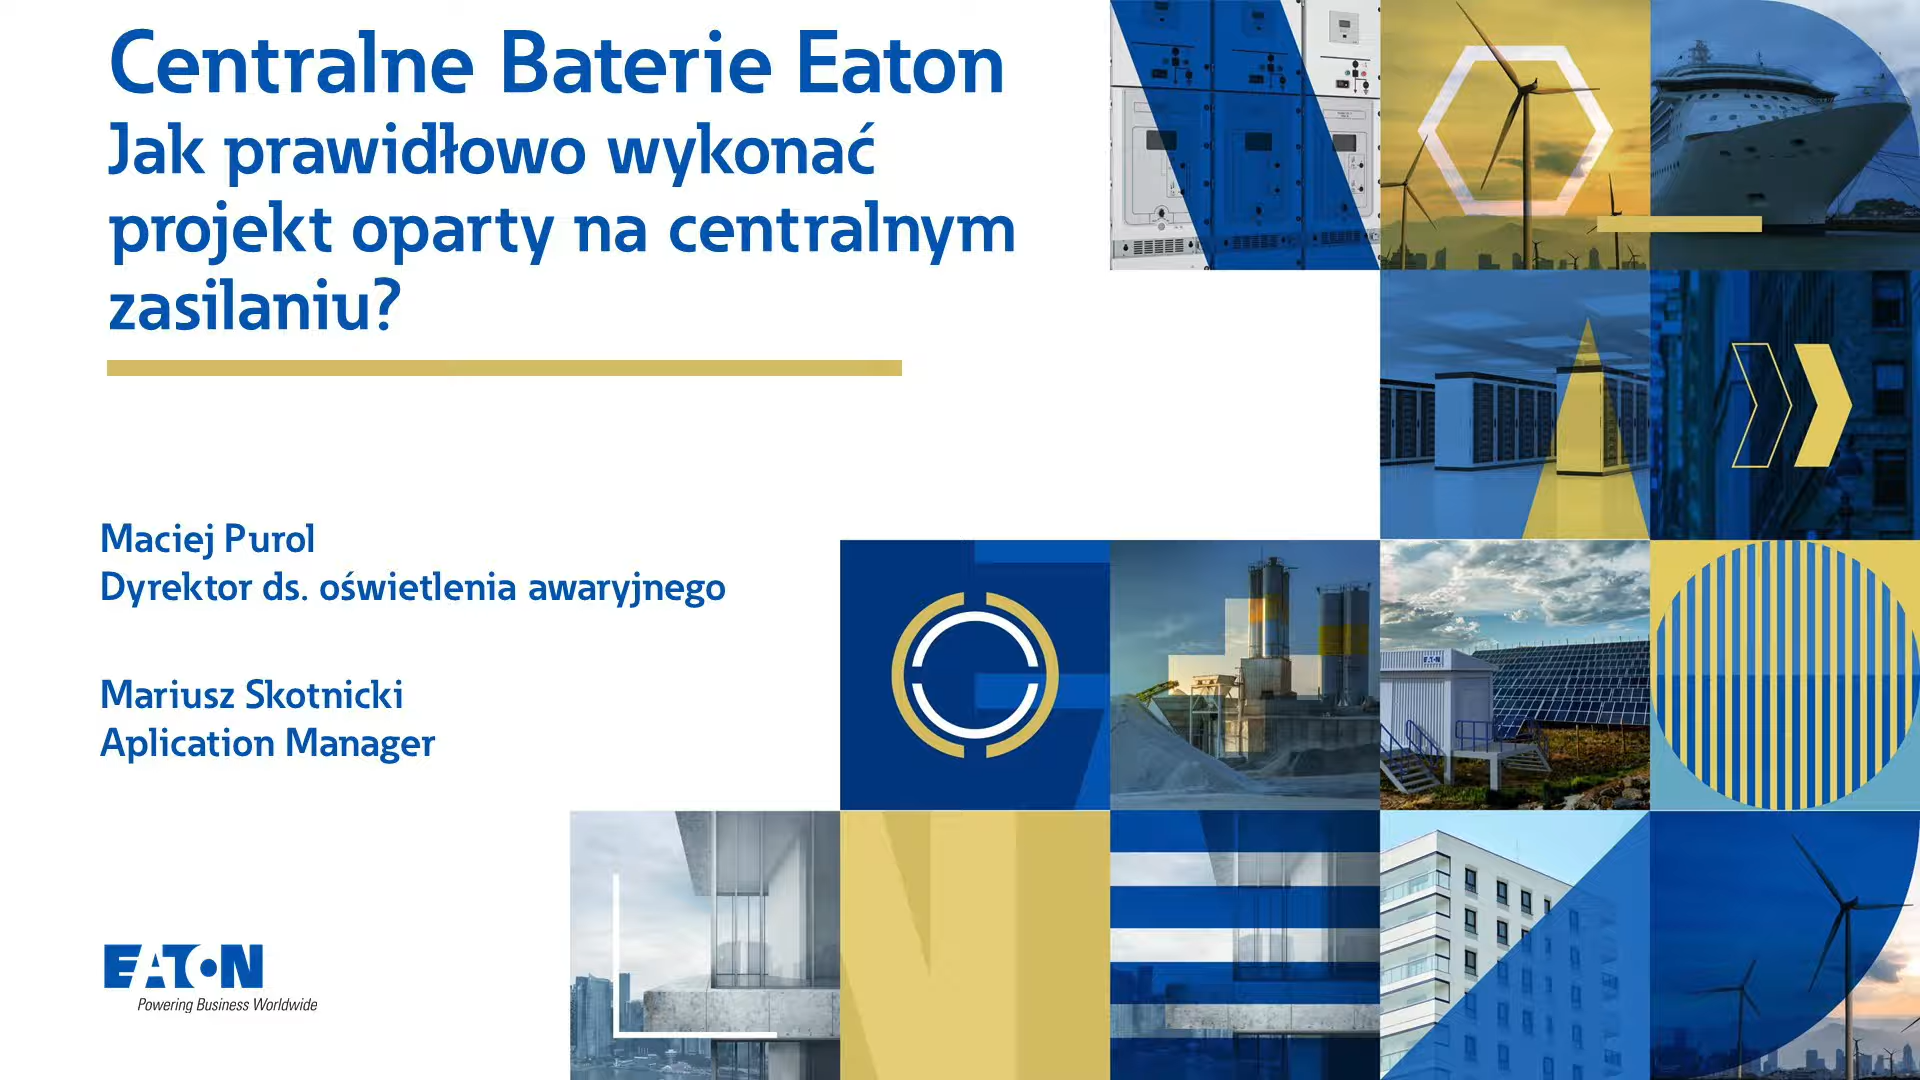 Centralne Baterie Eaton
Jak prawidłowo wykonać
projekt oparty na centralnym
zasilaniu?
Maciej Purol
Dyrektor ds. oświetlenia awaryjnego
Mariusz Skotnicki
Aplication Manager
EATON
Powering Business Worldwide
EATON